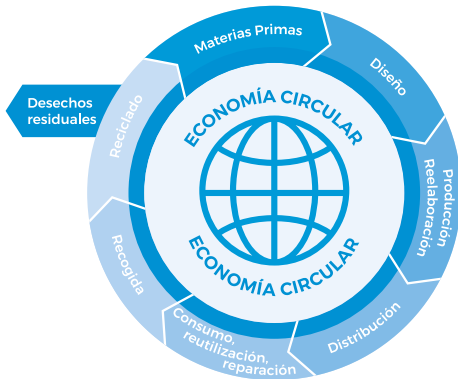 Materias Primas
Diseño
Producción
Reelaboración
Distribución
Consumo,
reutilización,
reparación
Recogida
Reciclado
Desechos
residuales
ECONOMÍA CIRCULAR
ECONOMÍA CIRCULAR